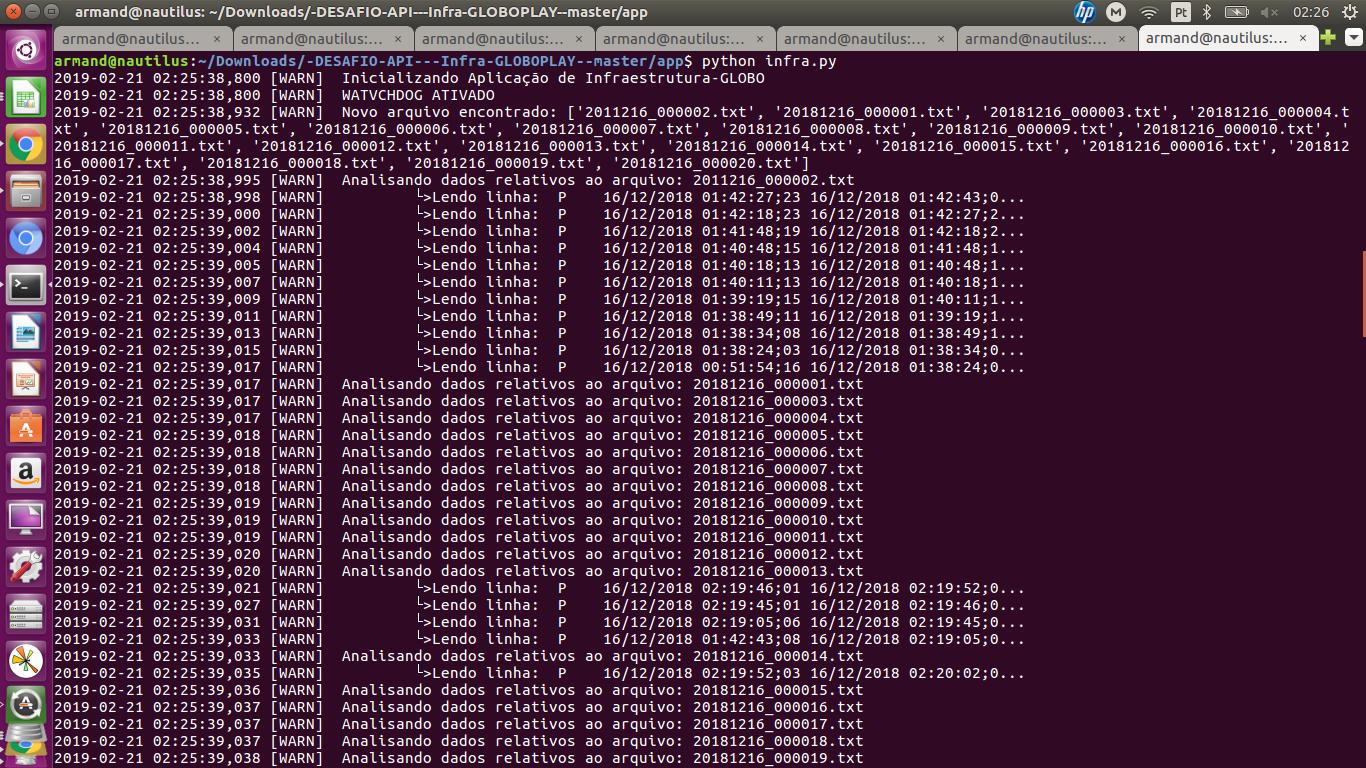 armand@nautilus: ~/Downloads/-DESAFIO-API---Infra-GLOBOPLAY--master/app
hp M Pt 02:26
armand@nautilus:... × armand@nautilus:... × armand@nautilus:... × armand@nautilus:... × armand@nautilus:... × armand@nautilus:... × armand@nautilus:... ×
armand@nautilus:~/Downloads/-DESAFIO-API---Infra-GLOBOPLAY--master/app$ python infra.py
2019-02-21 02:25:38,800 [WARN]  Inicializando Aplicação de Infraestrutura-GLOBO
2019-02-21 02:25:38,800 [WARN]  WATVCHDOG ATIVADO
2019-02-21 02:25:38,932 [WARN]  Novo arquivo encontrado: ['2011216_000002.txt', '20181216_000001.txt', '20181216_000003.txt', '20181216_000004.t
xt', '20181216_000005.txt', '20181216_000006.txt', '20181216_000007.txt', '20181216_000008.txt', '20181216_000009.txt', '20181216_000010.txt', '
20181216_000011.txt', '20181216_000012.txt', '20181216_000013.txt', '20181216_000014.txt', '20181216_000015.txt', '20181216_000016.txt', '201812
16_000017.txt', '20181216_000018.txt', '20181216_000019.txt', '20181216_000020.txt']
2019-02-21 02:25:38,995 [WARN]  Analisando dados relativos ao arquivo: 2011216_000002.txt
2019-02-21 02:25:38,998 [WARN]          └>Lendo linha:  P    16/12/2018 01:42:27;23 16/12/2018 01:42:43;0...
2019-02-21 02:25:39,000 [WARN]          └>Lendo linha:  P    16/12/2018 01:42:18;23 16/12/2018 01:42:27;2...
2019-02-21 02:25:39,002 [WARN]          └>Lendo linha:  P    16/12/2018 01:41:48;19 16/12/2018 01:42:18;2...
2019-02-21 02:25:39,004 [WARN]          └>Lendo linha:  P    16/12/2018 01:40:48;15 16/12/2018 01:41:48;1...
2019-02-21 02:25:39,005 [WARN]          └>Lendo linha:  P    16/12/2018 01:40:18;13 16/12/2018 01:40:48;1...
2019-02-21 02:25:39,007 [WARN]          └>Lendo linha:  P    16/12/2018 01:40:11;13 16/12/2018 01:40:18;1...
2019-02-21 02:25:39,009 [WARN]          └>Lendo linha:  P    16/12/2018 01:39:19;15 16/12/2018 01:40:11;1...
2019-02-21 02:25:39,011 [WARN]          └>Lendo linha:  P    16/12/2018 01:38:49;11 16/12/2018 01:39:19;1...
2019-02-21 02:25:39,013 [WARN]          └>Lendo linha:  P    16/12/2018 01:38:34;08 16/12/2018 01:38:49;1...
2019-02-21 02:25:39,015 [WARN]          └>Lendo linha:  P    16/12/2018 01:38:24;03 16/12/2018 01:38:34;0...
2019-02-21 02:25:39,017 [WARN]          └>Lendo linha:  P    16/12/2018 00:51:54;16 16/12/2018 01:38:24;0...
2019-02-21 02:25:39,017 [WARN]  Analisando dados relativos ao arquivo: 20181216_000001.txt
2019-02-21 02:25:39,017 [WARN]  Analisando dados relativos ao arquivo: 20181216_000003.txt
2019-02-21 02:25:39,017 [WARN]  Analisando dados relativos ao arquivo: 20181216_000004.txt
2019-02-21 02:25:39,018 [WARN]  Analisando dados relativos ao arquivo: 20181216_000005.txt
2019-02-21 02:25:39,018 [WARN]  Analisando dados relativos ao arquivo: 20181216_000006.txt
2019-02-21 02:25:39,018 [WARN]  Analisando dados relativos ao arquivo: 20181216_000007.txt
2019-02-21 02:25:39,018 [WARN]  Analisando dados relativos ao arquivo: 20181216_000008.txt
2019-02-21 02:25:39,019 [WARN]  Analisando dados relativos ao arquivo: 20181216_000009.txt
2019-02-21 02:25:39,019 [WARN]  Analisando dados relativos ao arquivo: 20181216_000010.txt
2019-02-21 02:25:39,019 [WARN]  Analisando dados relativos ao arquivo: 20181216_000011.txt
2019-02-21 02:25:39,020 [WARN]  Analisando dados relativos ao arquivo: 20181216_000012.txt
2019-02-21 02:25:39,020 [WARN]  Analisando dados relativos ao arquivo: 20181216_000013.txt
2019-02-21 02:25:39,021 [WARN]          └>Lendo linha:  P    16/12/2018 02:19:46;01 16/12/2018 02:19:52;0...
2019-02-21 02:25:39,027 [WARN]          └>Lendo linha:  P    16/12/2018 02:19:45;01 16/12/2018 02:19:46;0...
2019-02-21 02:25:39,031 [WARN]          └>Lendo linha:  P    16/12/2018 02:19:05;06 16/12/2018 02:19:45;0...
2019-02-21 02:25:39,033 [WARN]          └>Lendo linha:  P    16/12/2018 01:42:43;08 16/12/2018 02:19:05;0...
2019-02-21 02:25:39,033 [WARN]  Analisando dados relativos ao arquivo: 20181216_000014.txt
2019-02-21 02:25:39,035 [WARN]          └>Lendo linha:  P    16/12/2018 02:19:52;03 16/12/2018 02:20:02;0...
2019-02-21 02:25:39,036 [WARN]  Analisando dados relativos ao arquivo: 20181216_000015.txt
2019-02-21 02:25:39,037 [WARN]  Analisando dados relativos ao arquivo: 20181216_000016.txt
2019-02-21 02:25:39,037 [WARN]  Analisando dados relativos ao arquivo: 20181216_000017.txt
2019-02-21 02:25:39,037 [WARN]  Analisando dados relativos ao arquivo: 20181216_000018.txt
2019-02-21 02:25:39,038 [WARN]  Analisando dados relativos ao arquivo: 20181216_000019.txt